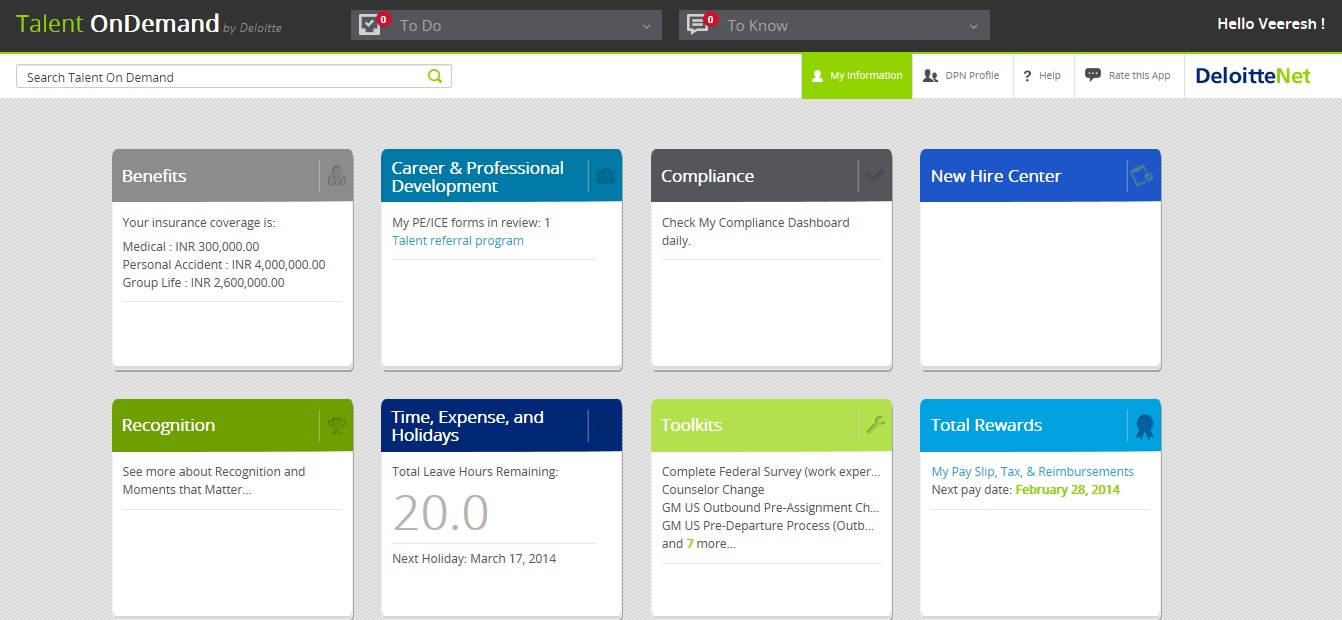 Talent OnDemand by Deloitte
0 To Do
0 To Know
Hello Veeresh !
Search Talent On Demand
My Information
DPN Profile
? Help
Rate this App
DeloitteNet
Benefits
Your insurance coverage is:
Medical : INR 300,000.00
Personal Accident : INR 4,000,000.00
Group Life : INR 2,600,000.00
Career & Professional
Development
My PE/ICE forms in review: 1
Talent referral program
Compliance
Check My Compliance Dashboard
daily.
New Hire Center
Recognition
See more about Recognition and
Moments that Matter...
Time, Expense, and
Holidays
Total Leave Hours Remaining:
20.0
Next Holiday: March 17, 2014
Toolkits
Complete Federal Survey (work exper...
Counselor Change
GM US Outbound Pre-Assignment Ch...
GM US Pre-Departure Process (Outb...
and 7 more...
Total Rewards
My Pay Slip, Tax, & Reimbursements
Next pay date: February 28, 2014